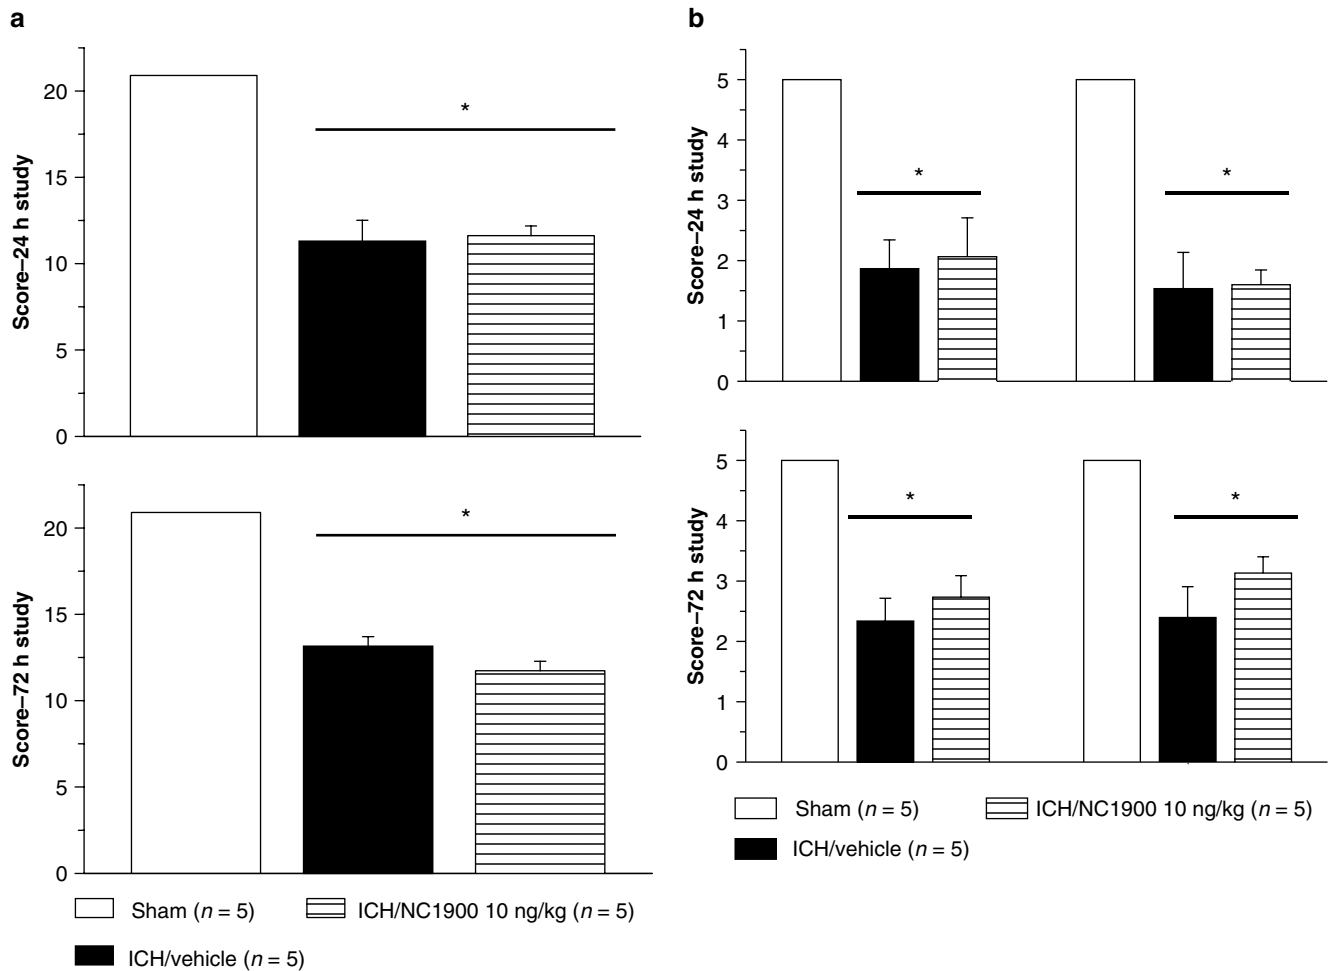 a
Score–24 h study
20
15
10
5
0
*
Score–72 h study
20
15
10
5
0
*
Sham (n = 5)
ICH/NC1900 10 ng/kg (n = 5)
ICH/vehicle (n = 5)
b
Score–24 h study
5
4
3
2
1
0
*
*
Score–72 h study
5
4
3
2
1
0
*
*
Sham (n = 5)
ICH/NC1900 10 ng/kg (n = 5)
ICH/vehicle (n = 5)